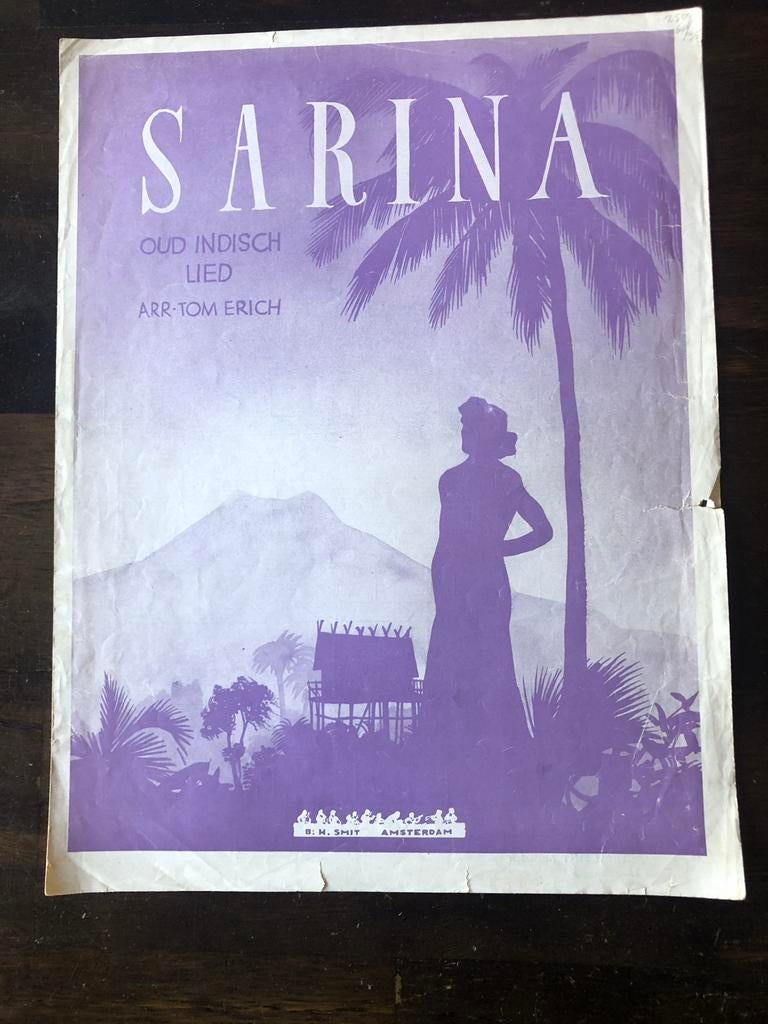 SARINA
OUD INDISCH
LIED
ARR·TOM ERICH
B. H. SMIT AMSTERDAM